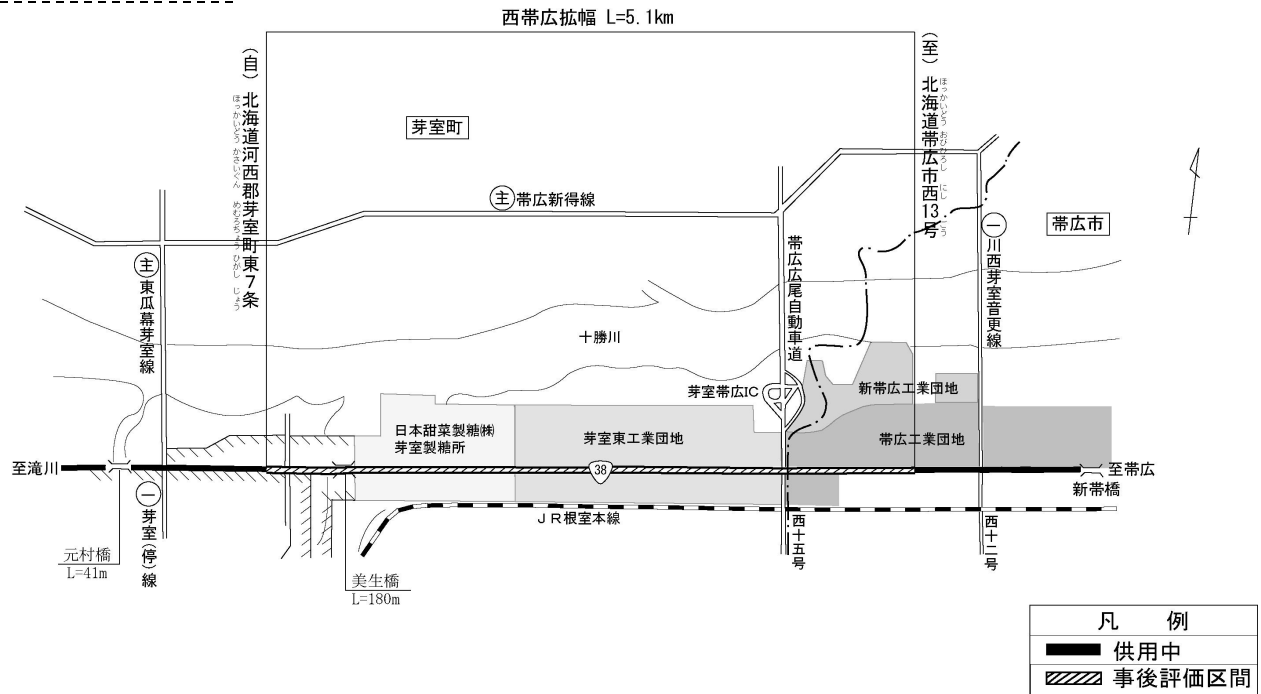 西帯広拡幅 L=5.1km
(自)北海道河西郡芽室町東7条
ほっかいどう かさいぐん めむろちょう ひがし じょう
(至)北海道帯広市西13号
ほっかいどう おびひろし にし ごう
芽室町
主 帯広新得線
帯広市
主 東瓜幕芽室線
帯広広尾自動車道
一 川西芽室音更線
十勝川
芽室帯広IC
新帯広工業団地
日本甜菜製糖㈱
芽室製糖所
芽室東工業団地
帯広工業団地
至滝川
38
至帯広
新帯橋
一 芽室(停)線
JR根室本線
西十五号
西十二号
元村橋
L=41m
美生橋
L=180m
凡 例
供用中
事後評価区間